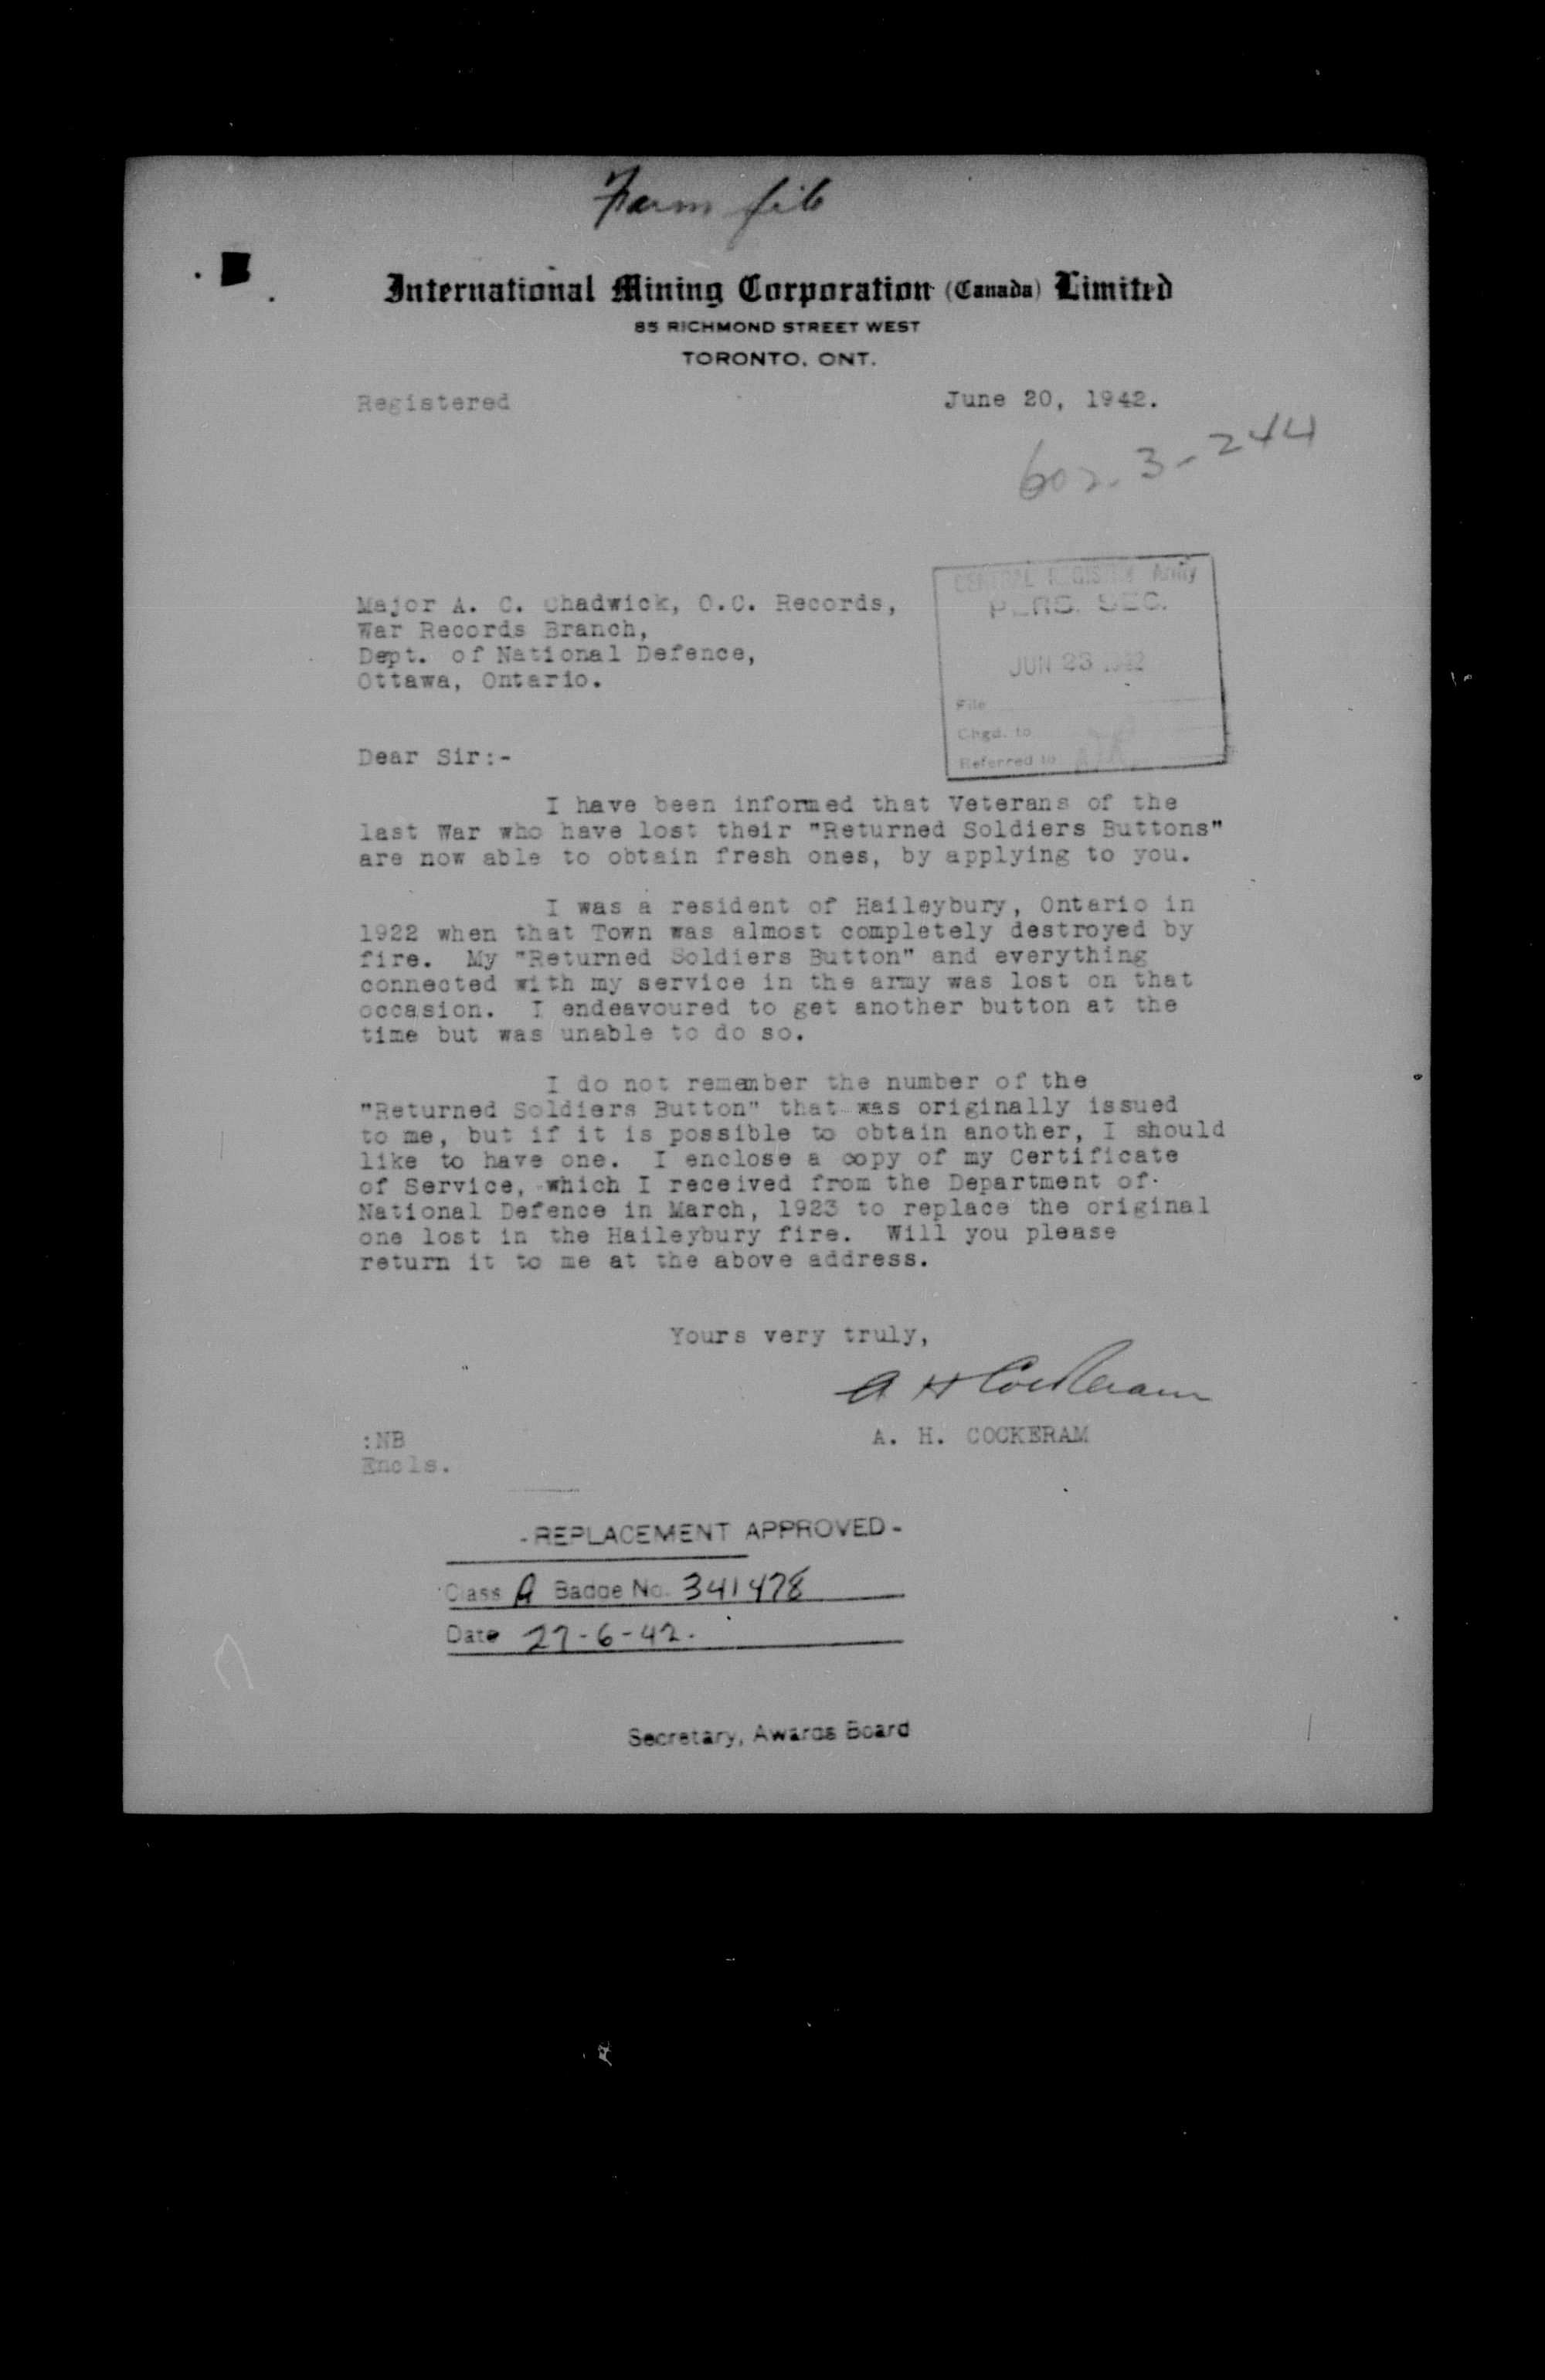 Farm file
International Mining Corporation (Canada) Limited
85 RICHMOND STREET WEST
TORONTO, ONT.
Registered
June 20, 1942.
602-3-244
CENTRAL REGISTRY Army
PERS. SEC.
JUN 23 1942
File
Chgd. to
Referred to
Major A. C. Chadwick, O.C. Records,
War Records Branch,
Dept. of National Defence,
Ottawa, Ontario.
Dear Sir:-
I have been informed that Veterans of the
last War who have lost their "Returned Soldiers Buttons"
are now able to obtain fresh ones, by applying to you.
I was a resident of Haileybury, Ontario in
1922 when that Town was almost completely destroyed by
fire. My "Returned Soldiers Button" and everything
connected with my service in the army was lost on that
occasion. I endeavoured to get another button at the
time but was unable to do so.
I do not remember the number of the
"Returned Soldiers Button" that was originally issued
to me, but if it is possible to obtain another, I should
like to have one. I enclose a copy of my Certificate
of Service, which I received from the Department of
National Defence in March, 1923 to replace the original
one lost in the Haileybury fire. Will you please
return it to me at the above address.
Yours very truly,
A H Cockeram
A. H. COCKERAM
:NB
Encls.
-REPLACEMENT APPROVED-
Class A Badge No. 341478
Date 27-6-42.
Secretary, Awards Board